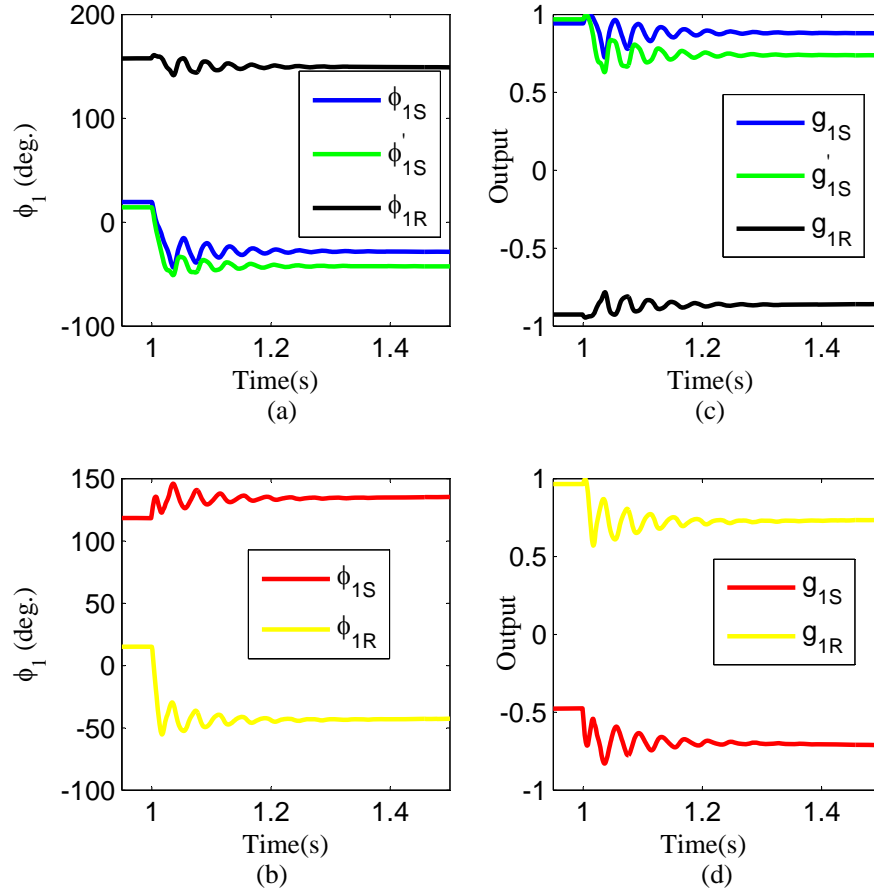 200
100
0
-100
ϕ1 (deg.)
1 1.2 1.4
Time(s)
(a)
ϕ1S
ϕ'1S
ϕ1R
1
0.5
0
-0.5
-1
Output
1 1.2 1.4
Time(s)
(c)
g1S
g'1S
g1R
150
100
50
0
-50
-100
ϕ1 (deg.)
1 1.2 1.4
Time(s)
(b)
ϕ1S
ϕ1R
1
0.5
0
-0.5
-1
Output
1 1.2 1.4
Time(s)
(d)
g1S
g1R